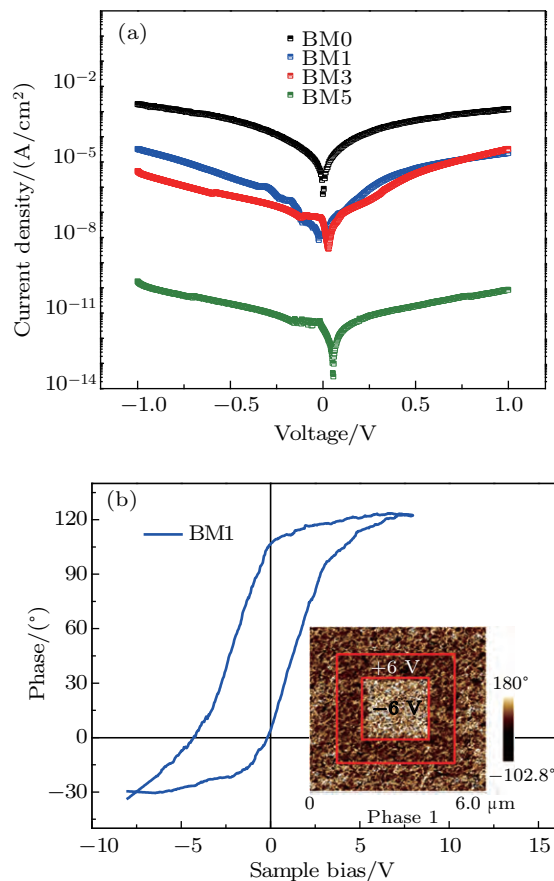 (a)
BM0
BM1
BM3
BM5
10⁻²
10⁻⁵
10⁻⁸
10⁻¹¹
10⁻¹⁴
Current density/(A/cm²)
−1.0 −0.5 0 0.5 1.0
Voltage/V
(b)
BM1
120
90
60
30
0
−30
Phase/(°)
+6 V
−6 V
180°
−102.8°
0 6.0 µm
Phase 1
−10 −5 0 5 10 15
Sample bias/V